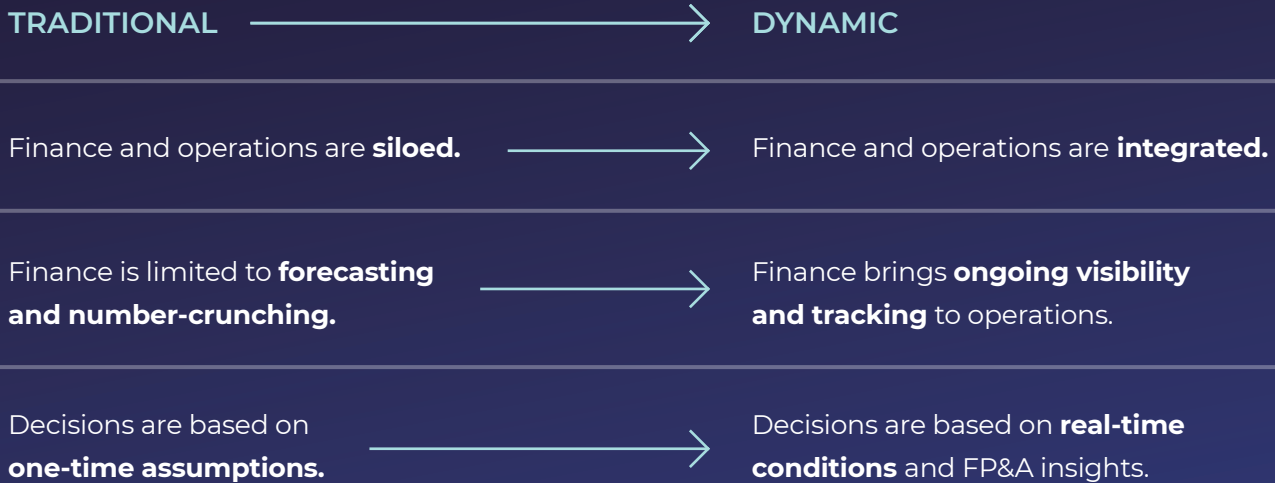 TRADITIONAL
DYNAMIC
Finance and operations are siloed.
Finance and operations are integrated.
Finance is limited to forecasting
and number-crunching.
Finance brings ongoing visibility
and tracking to operations.
Decisions are based on
one-time assumptions.
Decisions are based on real-time
conditions and FP&A insights.